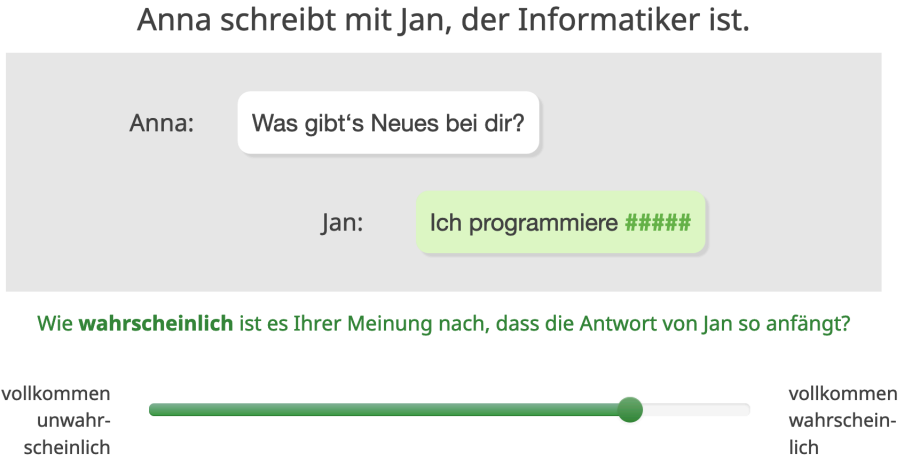 Anna schreibt mit Jan, der Informatiker ist.
Anna: Was gibt‘s Neues bei dir?
Jan: Ich programmiere #####
Wie wahrscheinlich ist es Ihrer Meinung nach, dass die Antwort von Jan so anfängt?
vollkommen
unwahr-
scheinlich
vollkommen
wahrschein-
lich